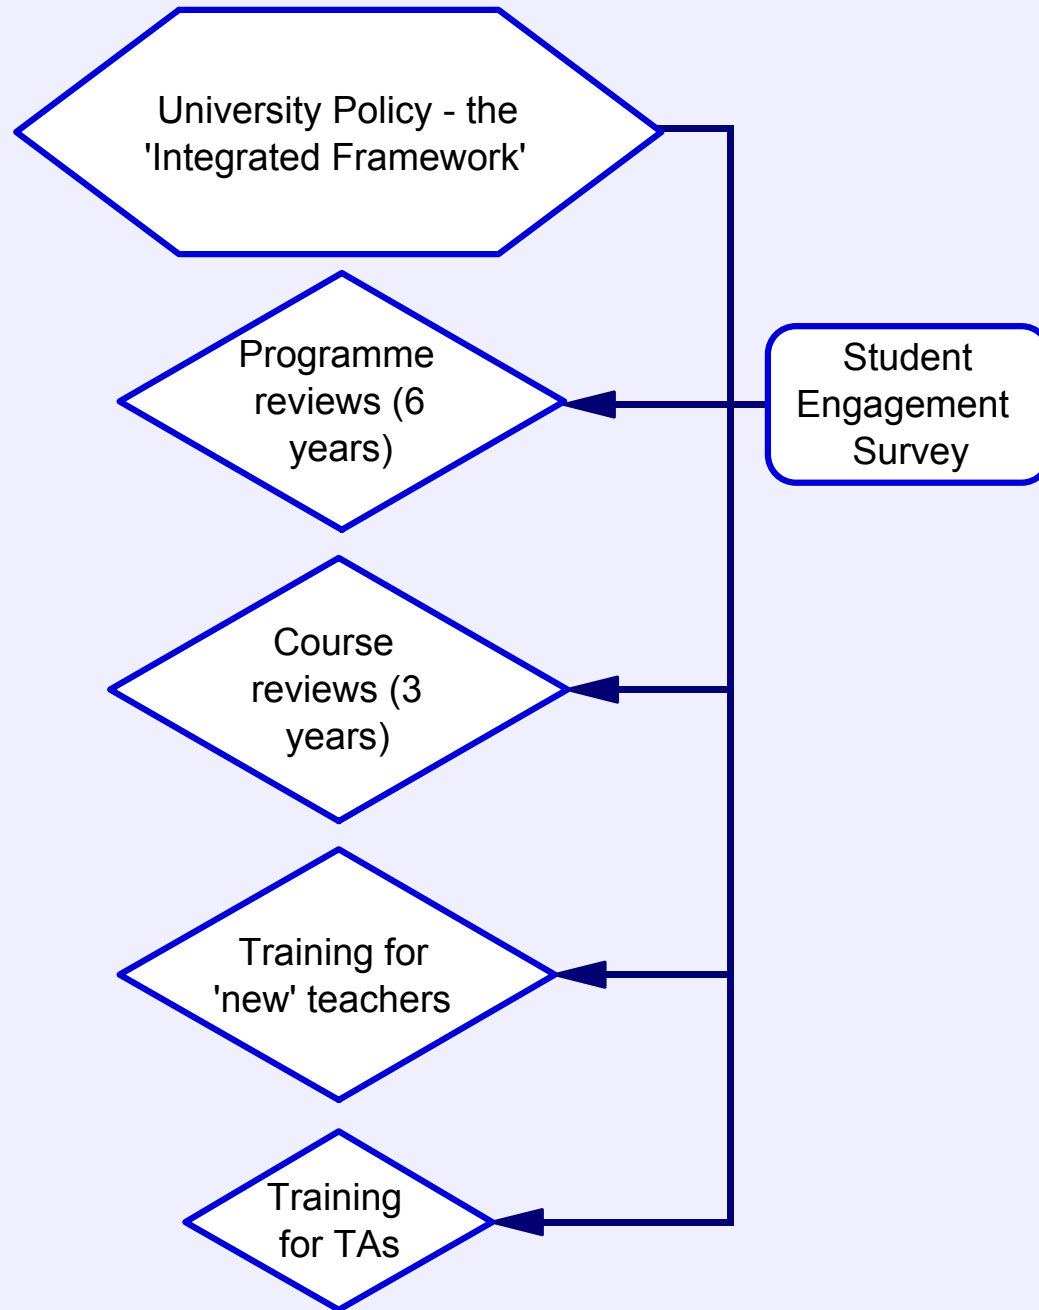 University Policy - the
'Integrated Framework'
Programme
reviews (6
years)
Student
Engagement
Survey
Course
reviews (3
years)
Training for
'new' teachers
Training
for TAs